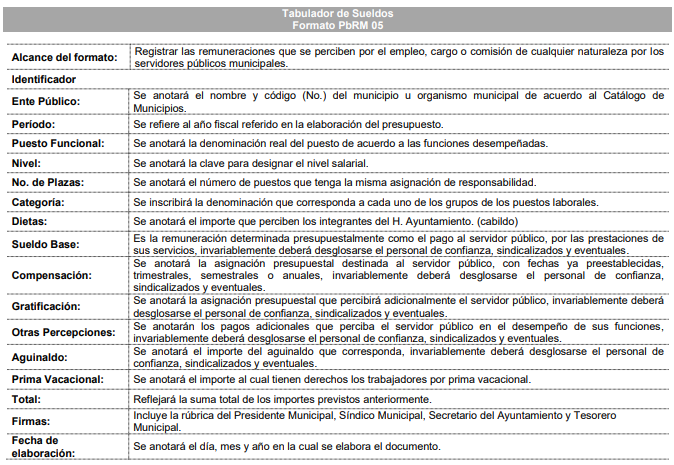 Tabulador de Sueldos
Formato PbRM 05
Alcance del formato:
Registrar las remuneraciones que se perciben por el empleo, cargo o comisión de cualquier naturaleza por los
servidores públicos municipales.
Identificador
Ente Público:
Se anotará el nombre y código (No.) del municipio u organismo municipal de acuerdo al Catálogo de
Municipios.
Período:
Se refiere al año fiscal referido en la elaboración del presupuesto.
Puesto Funcional:
Se anotará la denominación real del puesto de acuerdo a las funciones desempeñadas.
Nivel:
Se anotará la clave para designar el nivel salarial.
No. de Plazas:
Se anotará el número de puestos que tenga la misma asignación de responsabilidad.
Categoría:
Se inscribirá la denominación que corresponda a cada uno de los grupos de los puestos laborales.
Dietas:
Se anotará el importe que perciben los integrantes del H. Ayuntamiento. (cabildo)
Sueldo Base:
Es la remuneración determinada presupuestalmente como el pago al servidor público, por las prestaciones de
sus servicios, invariablemente deberá desglosarse el personal de confianza, sindicalizados y eventuales.
Compensación:
Se anotará la asignación presupuestal destinada al servidor público, con fechas ya preestablecidas,
trimestrales, semestrales o anuales, invariablemente deberá desglosarse el personal de confianza,
sindicalizados y eventuales.
Gratificación:
Se anotará la asignación presupuestal que percibirá adicionalmente el servidor público, invariablemente deberá
desglosarse el personal de confianza, sindicalizados y eventuales.
Otras Percepciones:
Se anotarán los pagos adicionales que perciba el servidor público en el desempeño de sus funciones,
invariablemente deberá desglosarse el personal de confianza, sindicalizados y eventuales.
Aguinaldo:
Se anotará el importe del aguinaldo que corresponda, invariablemente deberá desglosarse el personal de
confianza, sindicalizados y eventuales.
Prima Vacacional:
Se anotará el importe al cual tienen derechos los trabajadores por prima vacacional.
Total:
Reflejará la suma total de los importes previstos anteriormente.
Firmas:
Incluye la rúbrica del Presidente Municipal, Síndico Municipal, Secretario del Ayuntamiento y Tesorero
Municipal.
Fecha de
elaboración:
Se anotará el día, mes y año en la cual se elabora el documento.